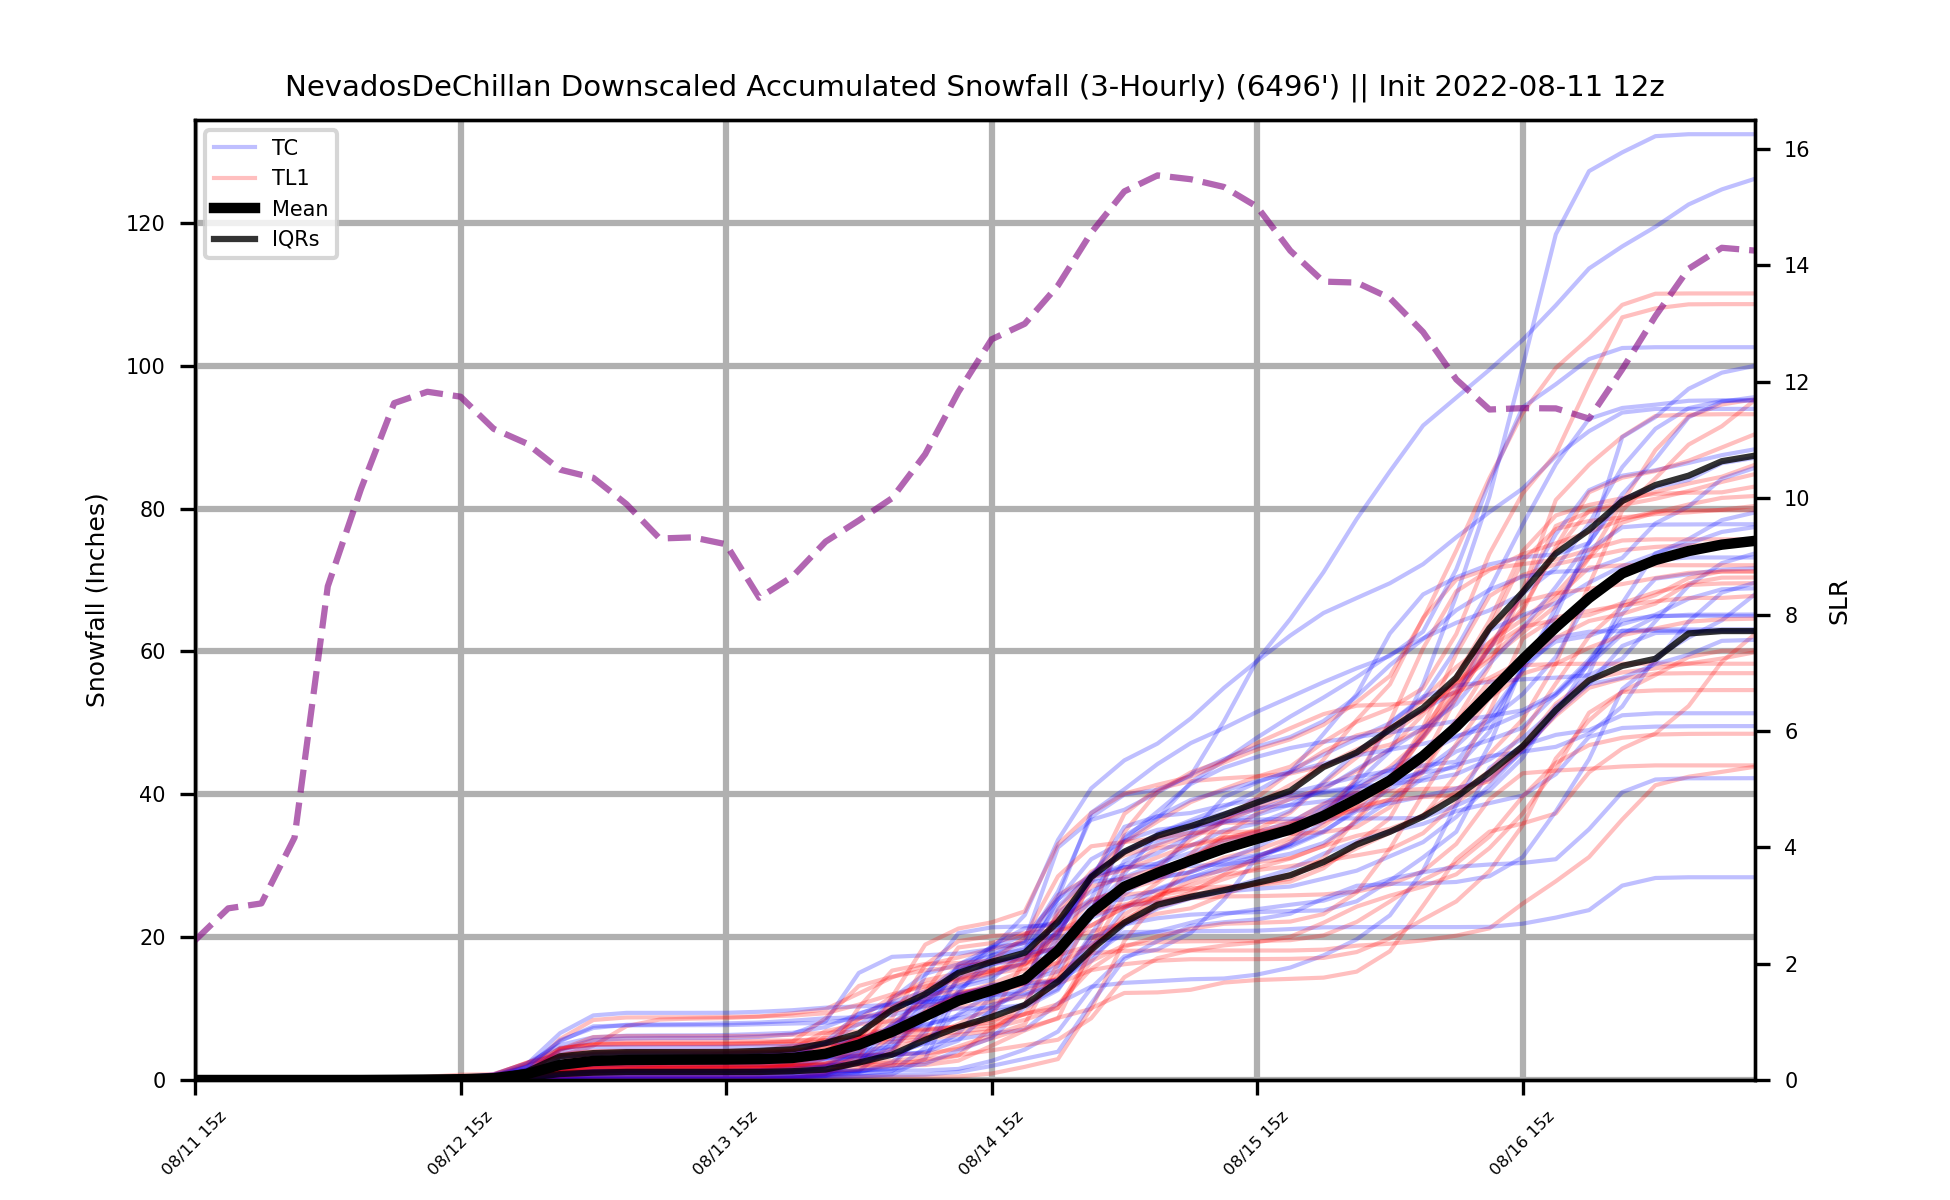 NevadosDeChillan Downscaled Accumulated Snowfall (3-Hourly) (6496') || Init 2022-08-11 12z
TC
TL1
Mean
IQRs
Snowfall (Inches)
120
100
80
60
40
20
0
16
14
12
10
8
6
4
2
0
SLR
08/11 15z
08/12 15z
08/13 15z
08/14 15z
08/15 15z
08/16 15z